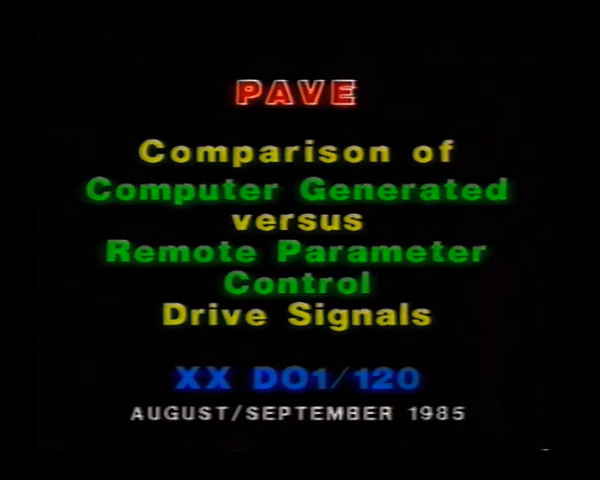 PAVE
Comparison of
Computer Generated
versus
Remote Parameter
Control
Drive Signals
XX DO1/120
AUGUST/SEPTEMBER 1985